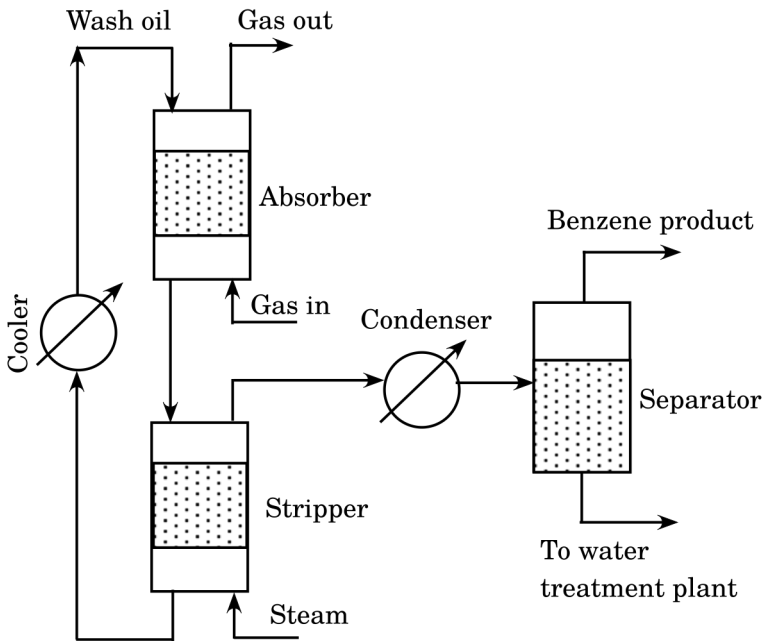 Wash oil
Gas out
Absorber
Benzene product
Gas in
Cooler
Condenser
Separator
Stripper
To water
treatment plant
Steam